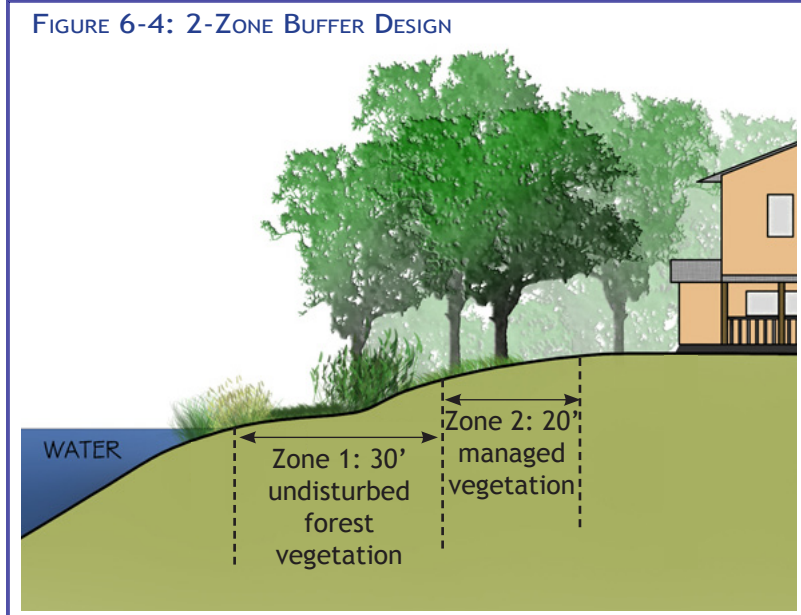 FIGURE 6-4: 2-ZONE BUFFER DESIGN
WATER
Zone 1: 30’
undisturbed
forest
vegetation
Zone 2: 20’
managed
vegetation